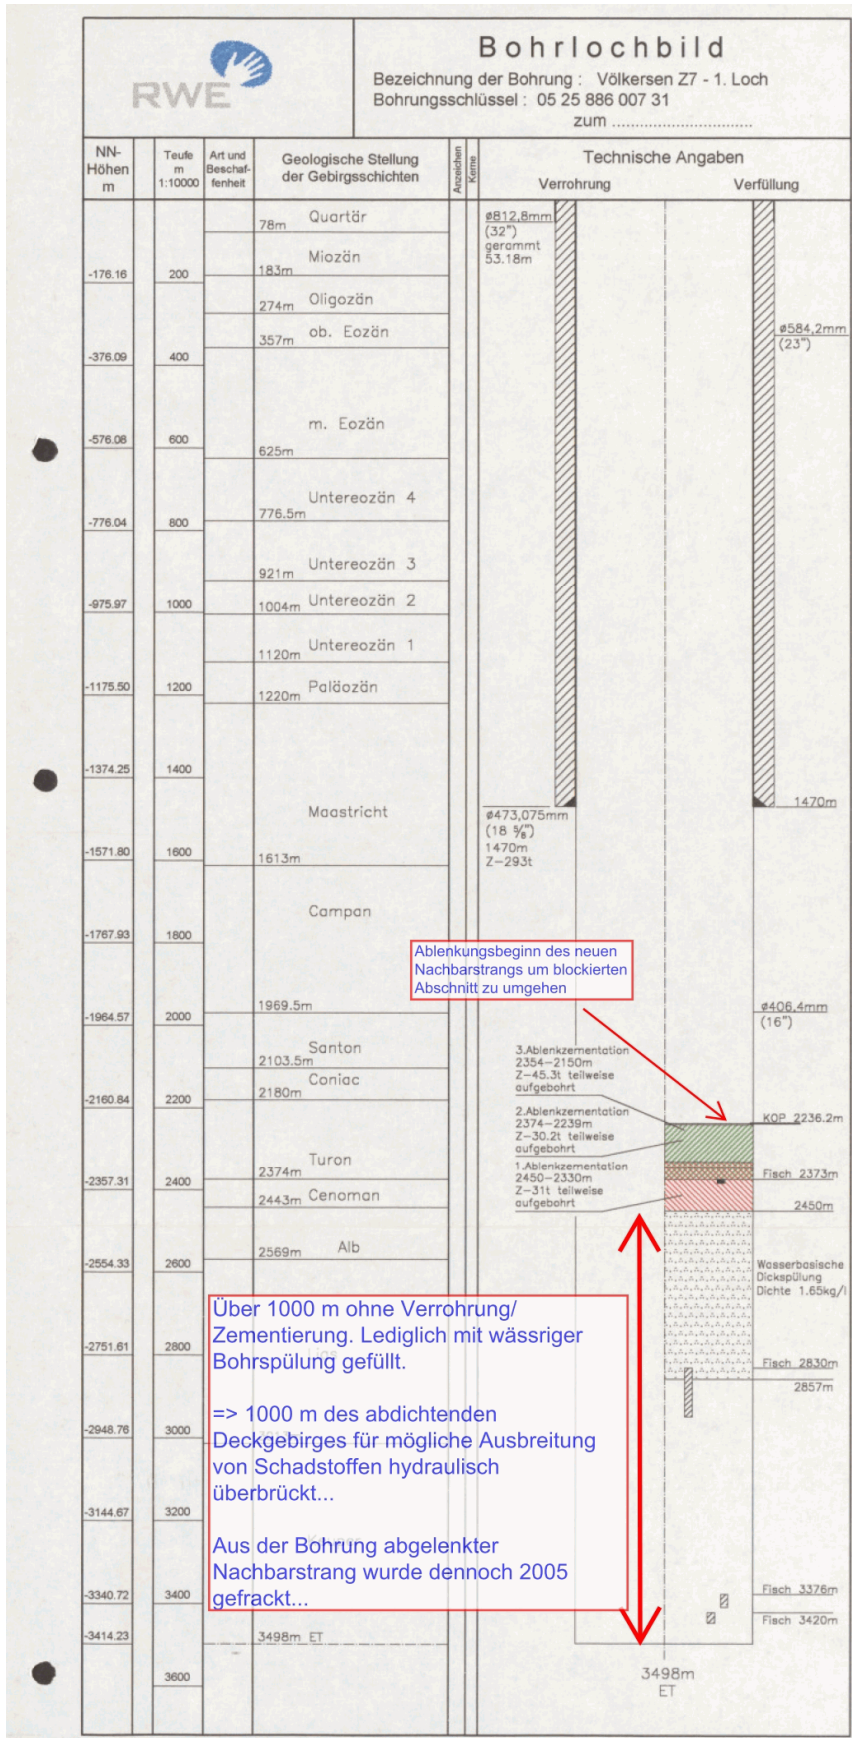 RWE
Bohrlochbild
Bezeichnung der Bohrung : Völkersen Z7 - 1. Loch
Bohrungsschlüssel : 05 25 886 007 31
zum ..............................
NN-
Höhen
m
Teufe
m
1:10000
Art und
Beschaf-
fenheit
Geologische Stellung
der Gebirgsschichten
Anzeichen
Kerne
Technische Angaben
Verrohrung
Verfüllung
-176.16
-376.09
-576.08
-776.04
-975.97
-1175.50
-1374.25
-1571.80
-1767.93
-1964.57
-2160.84
-2357.31
-2554.33
-2751.61
-2948.76
-3144.67
-3340.72
-3414.23
200
400
600
800
1000
1200
1400
1600
1800
2000
2200
2400
2600
2800
3000
3200
3400
3600
Quartär
78m
Miozän
183m
Oligozän
274m
ob. Eozän
357m
m. Eozän
625m
Untereozän 4
776.5m
Untereozän 3
921m
Untereozän 2
1004m
Untereozän 1
1120m
Paläozän
1220m
Maastricht
1613m
Campan
1969.5m
Santon
2103.5m
Coniac
2180m
Turon
2374m
Cenoman
2443m
Alb
2569m
3498m ET
ø812,8mm
(32")
gerammt
53.18m
ø473,075mm
(18 5/8")
1470m
Z-293t
ø584,2mm
(23")
1470m
Ablenkungsbeginn des neuen
Nachbarstrangs um blockierten
Abschnitt zu umgehen
ø406,4mm
(16")
3.Ablenkzementation
2354-2150m
Z-45.3t teilweise
aufgebohrt
2.Ablenkzementation
2374-2239m
Z-30.2t teilweise
aufgebohrt
1.Ablenkzementation
2450-2330m
Z-31t teilweise
aufgebohrt
KOP 2236.2m
Fisch 2373m
2450m
Wasserbasische
Dickspülung
Dichte 1.65kg/l
Fisch 2830m
2857m
Über 1000 m ohne Verrohrung/
Zementierung. Lediglich mit wässriger
Bohrspülung gefüllt.
=> 1000 m des abdichtenden
Deckgebirges für mögliche Ausbreitung
von Schadstoffen hydraulisch
überbrückt...
Aus der Bohrung abgelenkter
Nachbarstrang wurde dennoch 2005
gefrackt...
Fisch 3376m
Fisch 3420m
3498m
ET